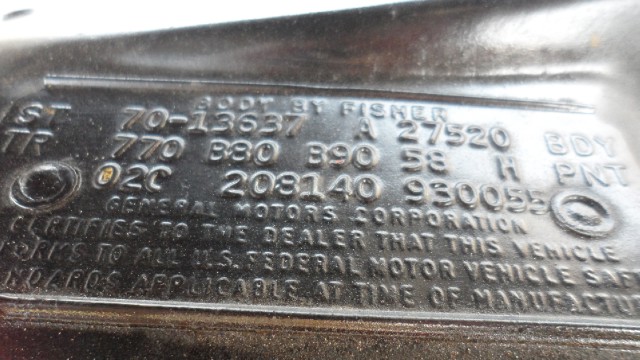 BODY BY FISHER
ST 70-13637 A 27520 BDY
TR 770 B80 B90 58 H PNT
02C 208140 930055
GENERAL MOTORS CORPORATION
CERTIFIES TO THE DEALER THAT THIS VEHICLE
ORMS TO ALL U.S. FEDERAL MOTOR VEHICLE SAF
APPLICABLE AT TIME OF MANUFACTU